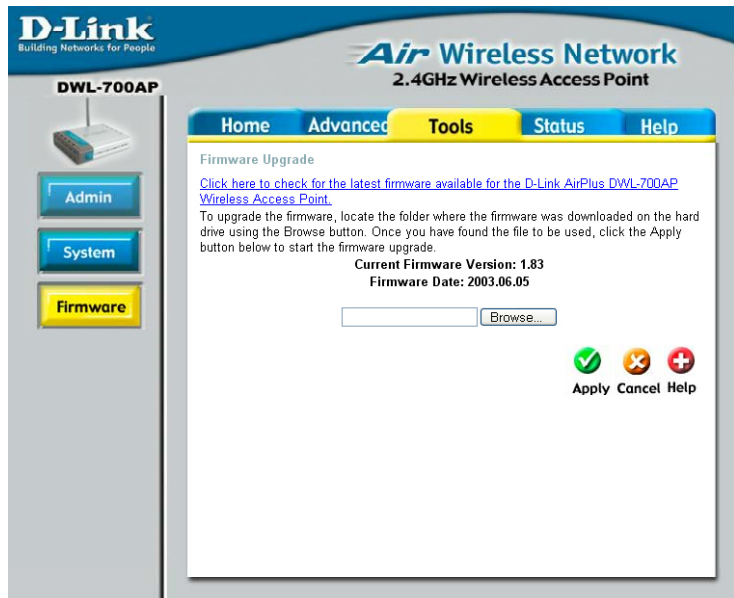 D-Link
Building Networks for People
Air Wireless Network
2.4GHz Wireless Access Point
DWL-700AP
Home Advanced Tools Status Help
Admin
System
Firmware
Firmware Upgrade
Click here to check for the latest firmware available for the D-Link AirPlus DWL-700AP
Wireless Access Point.
To upgrade the firmware, locate the folder where the firmware was downloaded on the hard
drive using the Browse button. Once you have found the file to be used, click the Apply
button below to start the firmware upgrade.
Current Firmware Version: 1.83
Firmware Date: 2003.06.05
Browse...
Apply Cancel Help